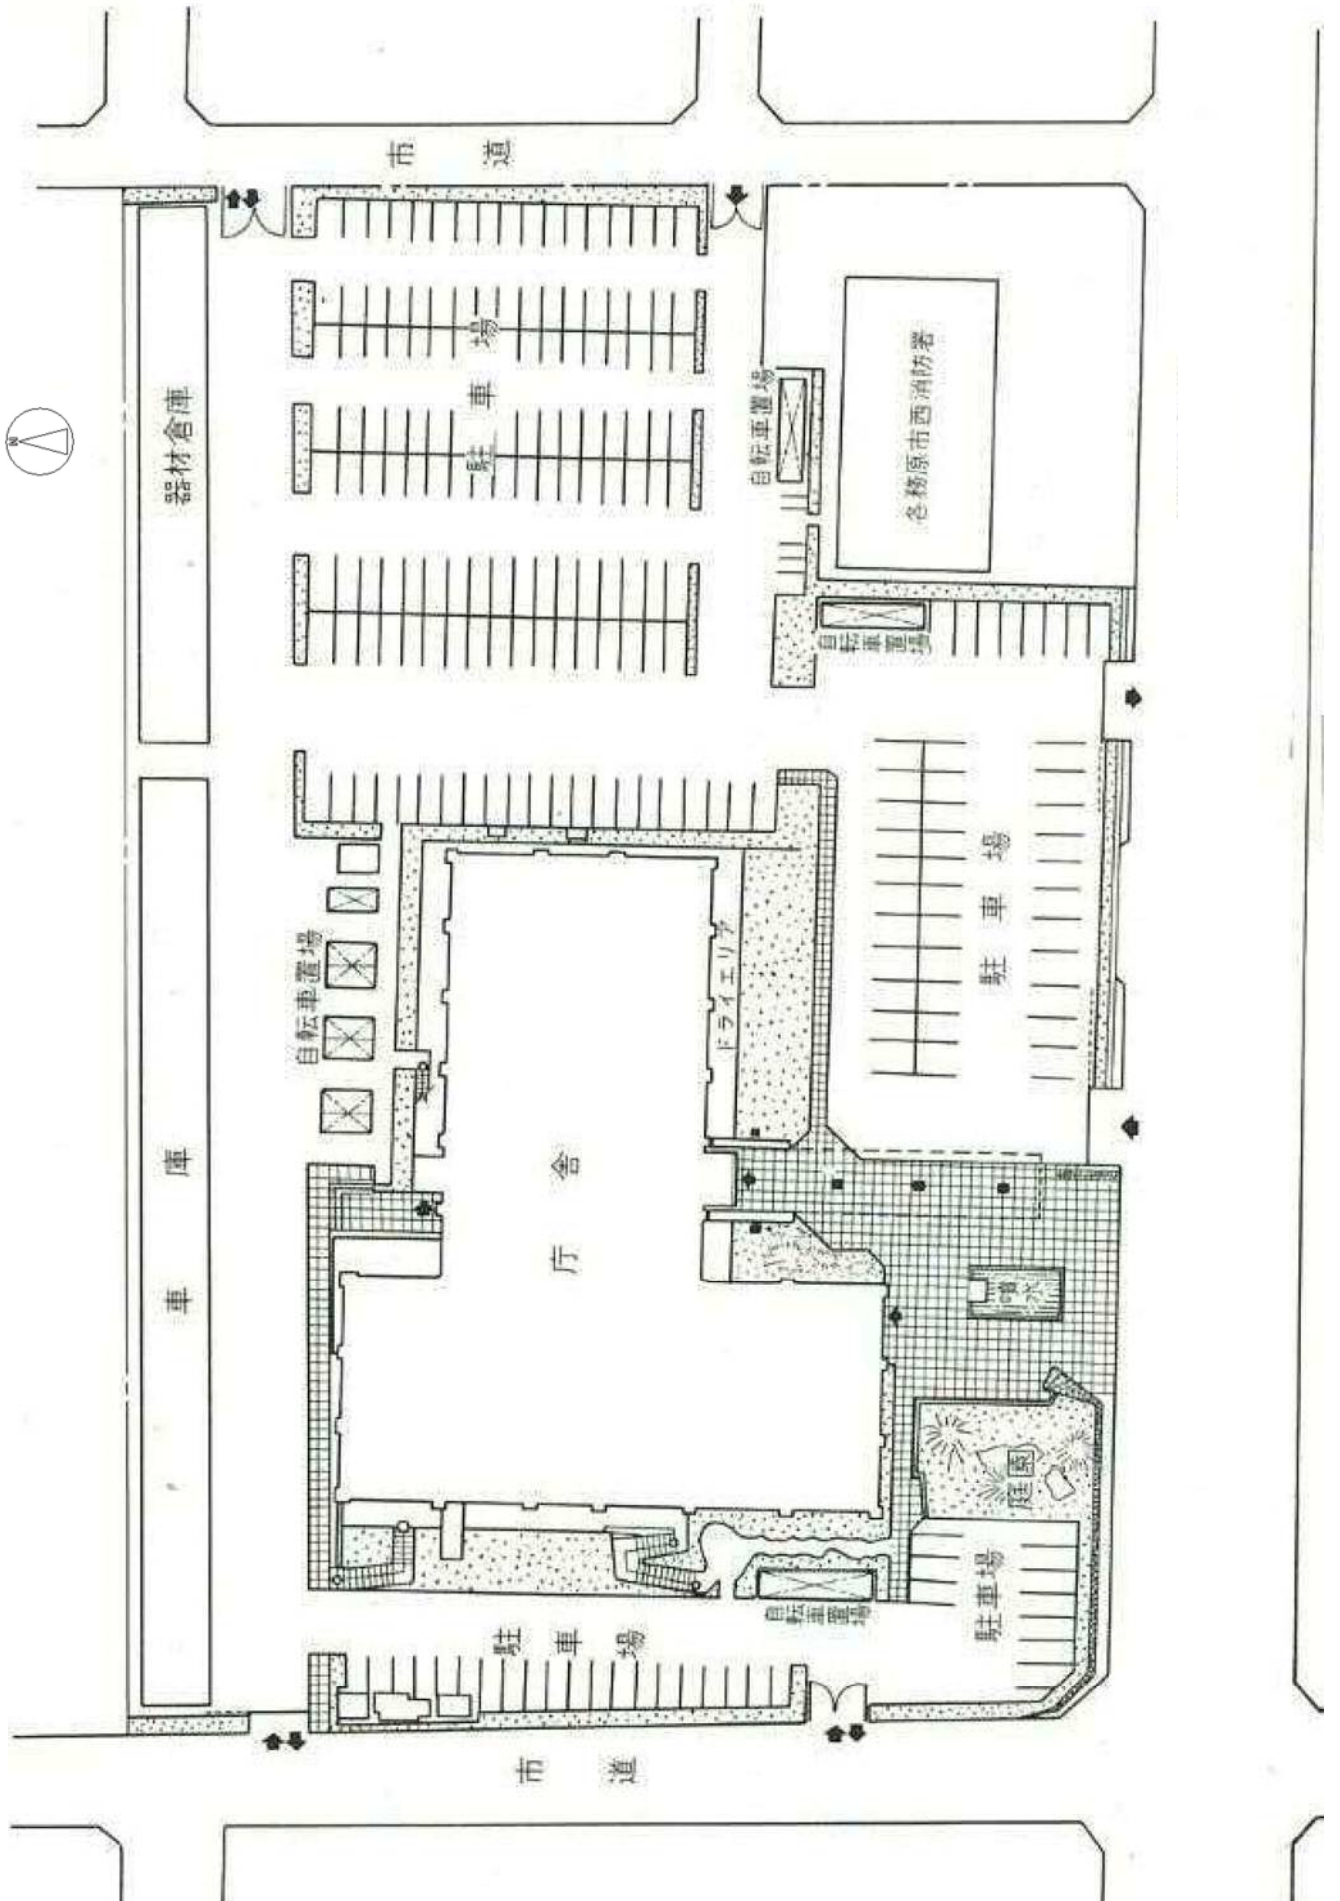 N
市道
器材倉庫
駐車場
自転車置場
各務原市西消防署
自転車置場
自転車置場
ドライエリア
駐車場
車庫
庁舎
噴水
庭園
駐車場
自転車置場
駐車場
市道